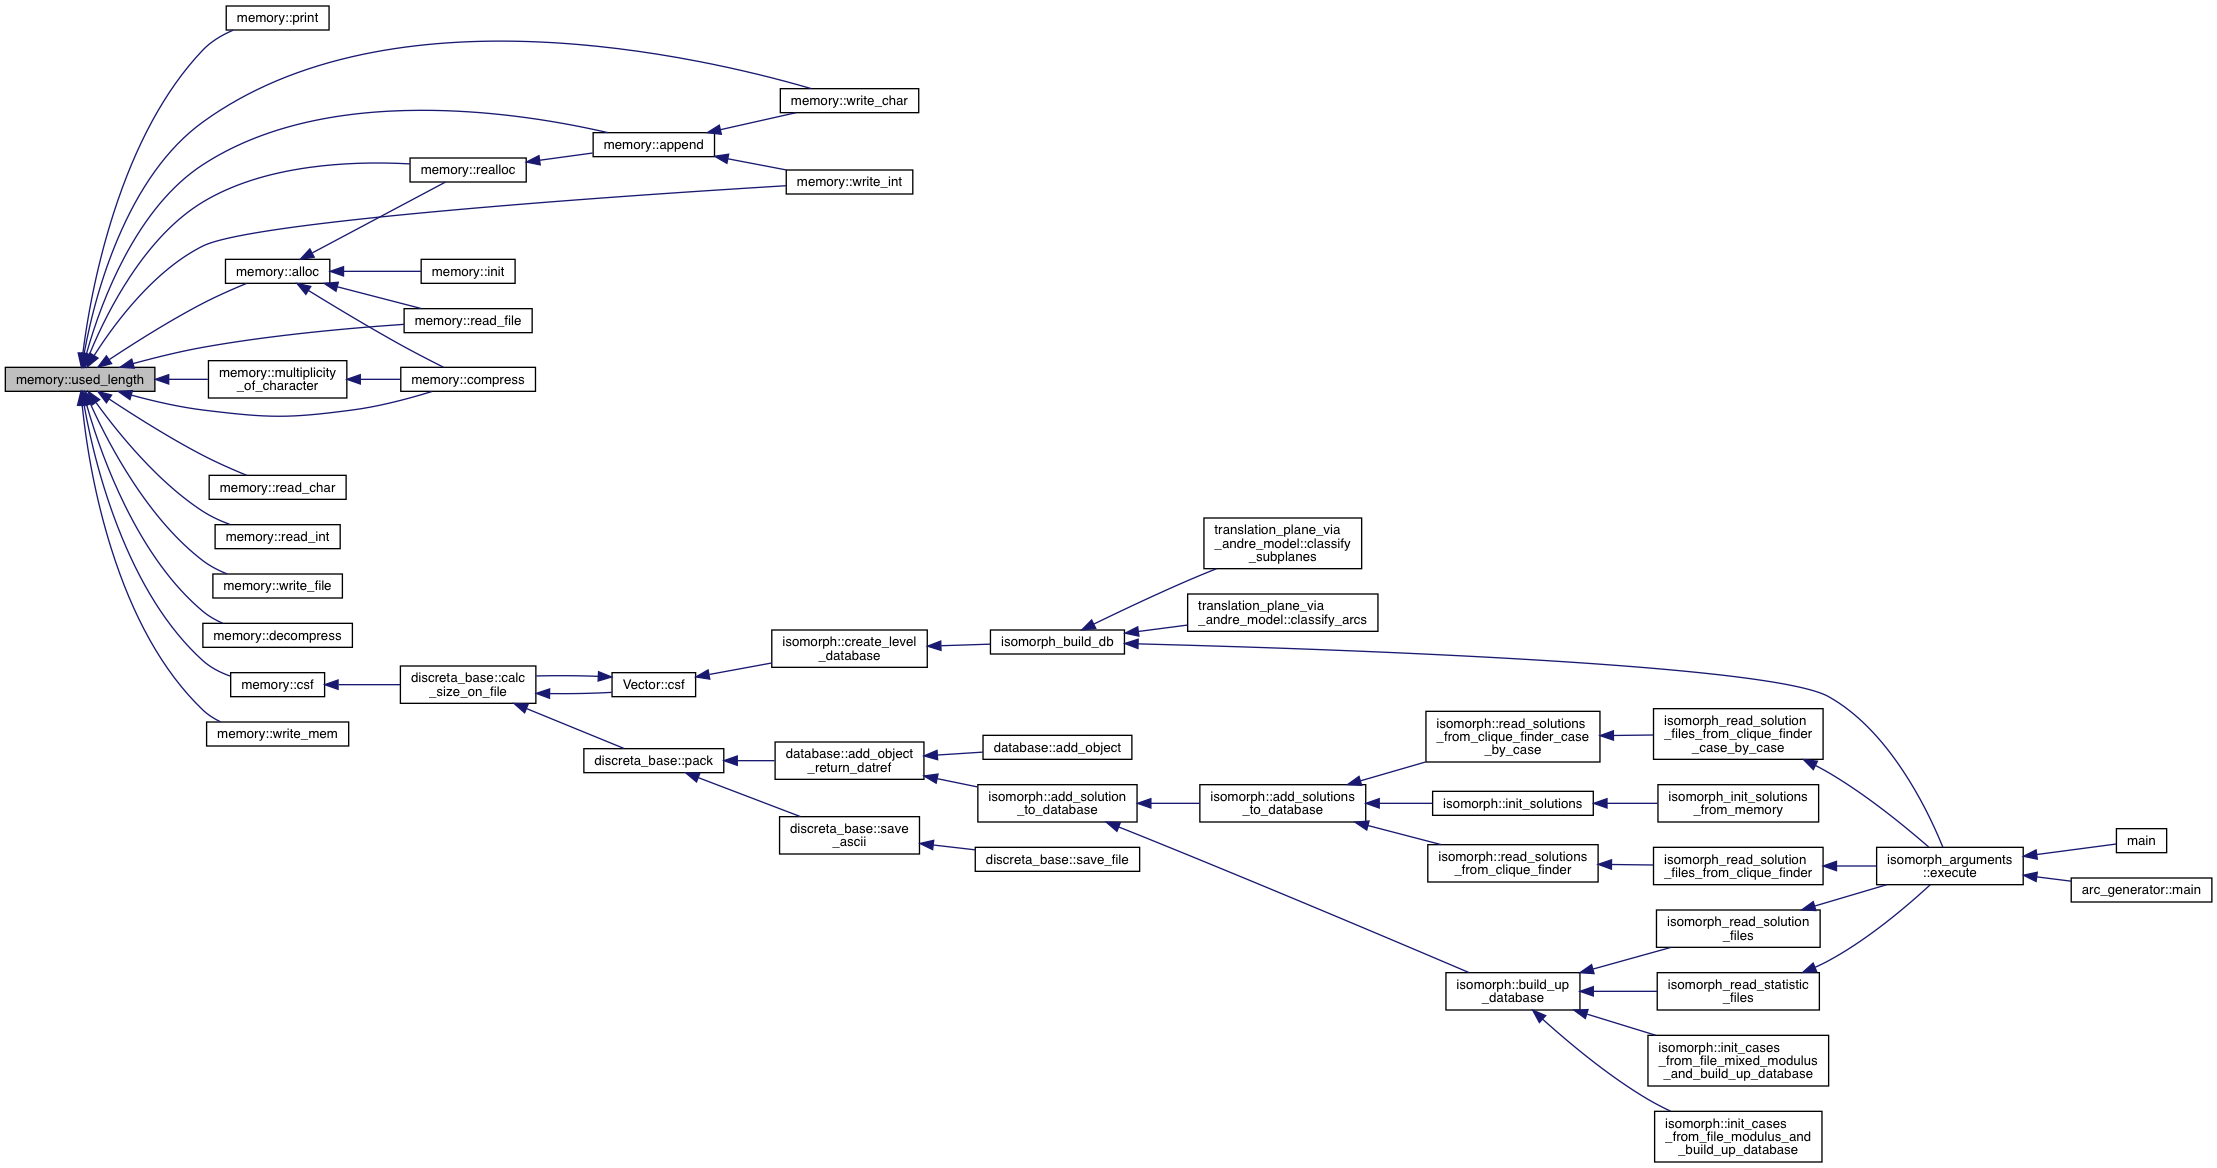 memory::print
memory::write_char
memory::append
memory::realloc
memory::write_int
memory::alloc
memory::init
memory::read_file
memory::used_length
memory::multiplicity
_of_character
memory::compress
memory::read_char
memory::read_int
memory::write_file
memory::decompress
memory::csf
memory::write_mem
discreta_base::calc
_size_on_file
Vector::csf
isomorph::create_level
_database
isomorph_build_db
translation_plane_via
_andre_model::classify
_subplanes
translation_plane_via
_andre_model::classify_arcs
discreta_base::pack
database::add_object
_return_datref
database::add_object
isomorph::add_solution
_to_database
discreta_base::save
_ascii
discreta_base::save_file
isomorph::add_solutions
_to_database
isomorph::read_solutions
_from_clique_finder_case
_by_case
isomorph_read_solution
_files_from_clique_finder
_case_by_case
isomorph::init_solutions
isomorph_init_solutions
_from_memory
isomorph::read_solutions
_from_clique_finder
isomorph_read_solution
_files_from_clique_finder
isomorph_arguments
::execute
main
arc_generator::main
isomorph_read_solution
_files
isomorph::build_up
_database
isomorph_read_statistic
_files
isomorph::init_cases
_from_file_mixed_modulus
_and_build_up_database
isomorph::init_cases
_from_file_modulus_and
_build_up_database